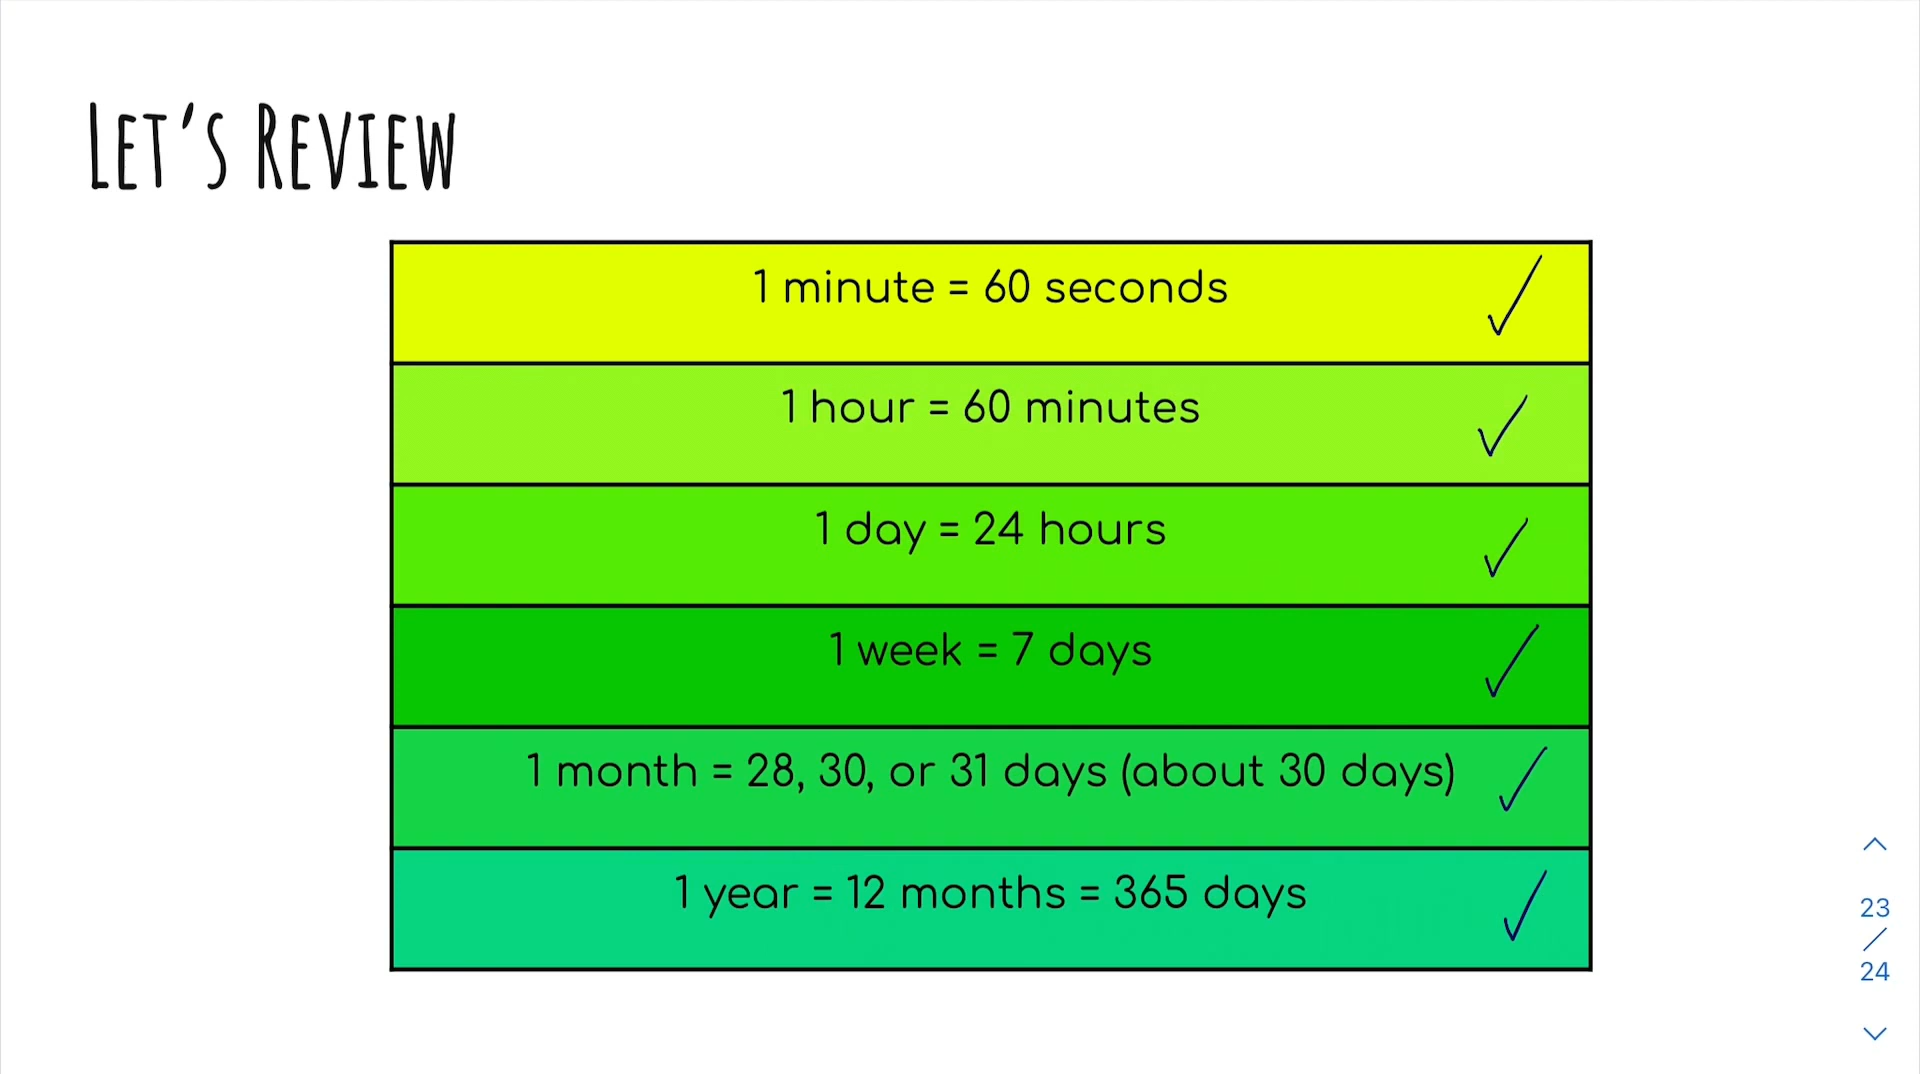 Let's Review
1 minute = 60 seconds ✓
1 hour = 60 minutes ✓
1 day = 24 hours ✓
1 week = 7 days ✓
1 month = 28, 30, or 31 days (about 30 days) ✓
1 year = 12 months = 365 days ✓
23
/
24